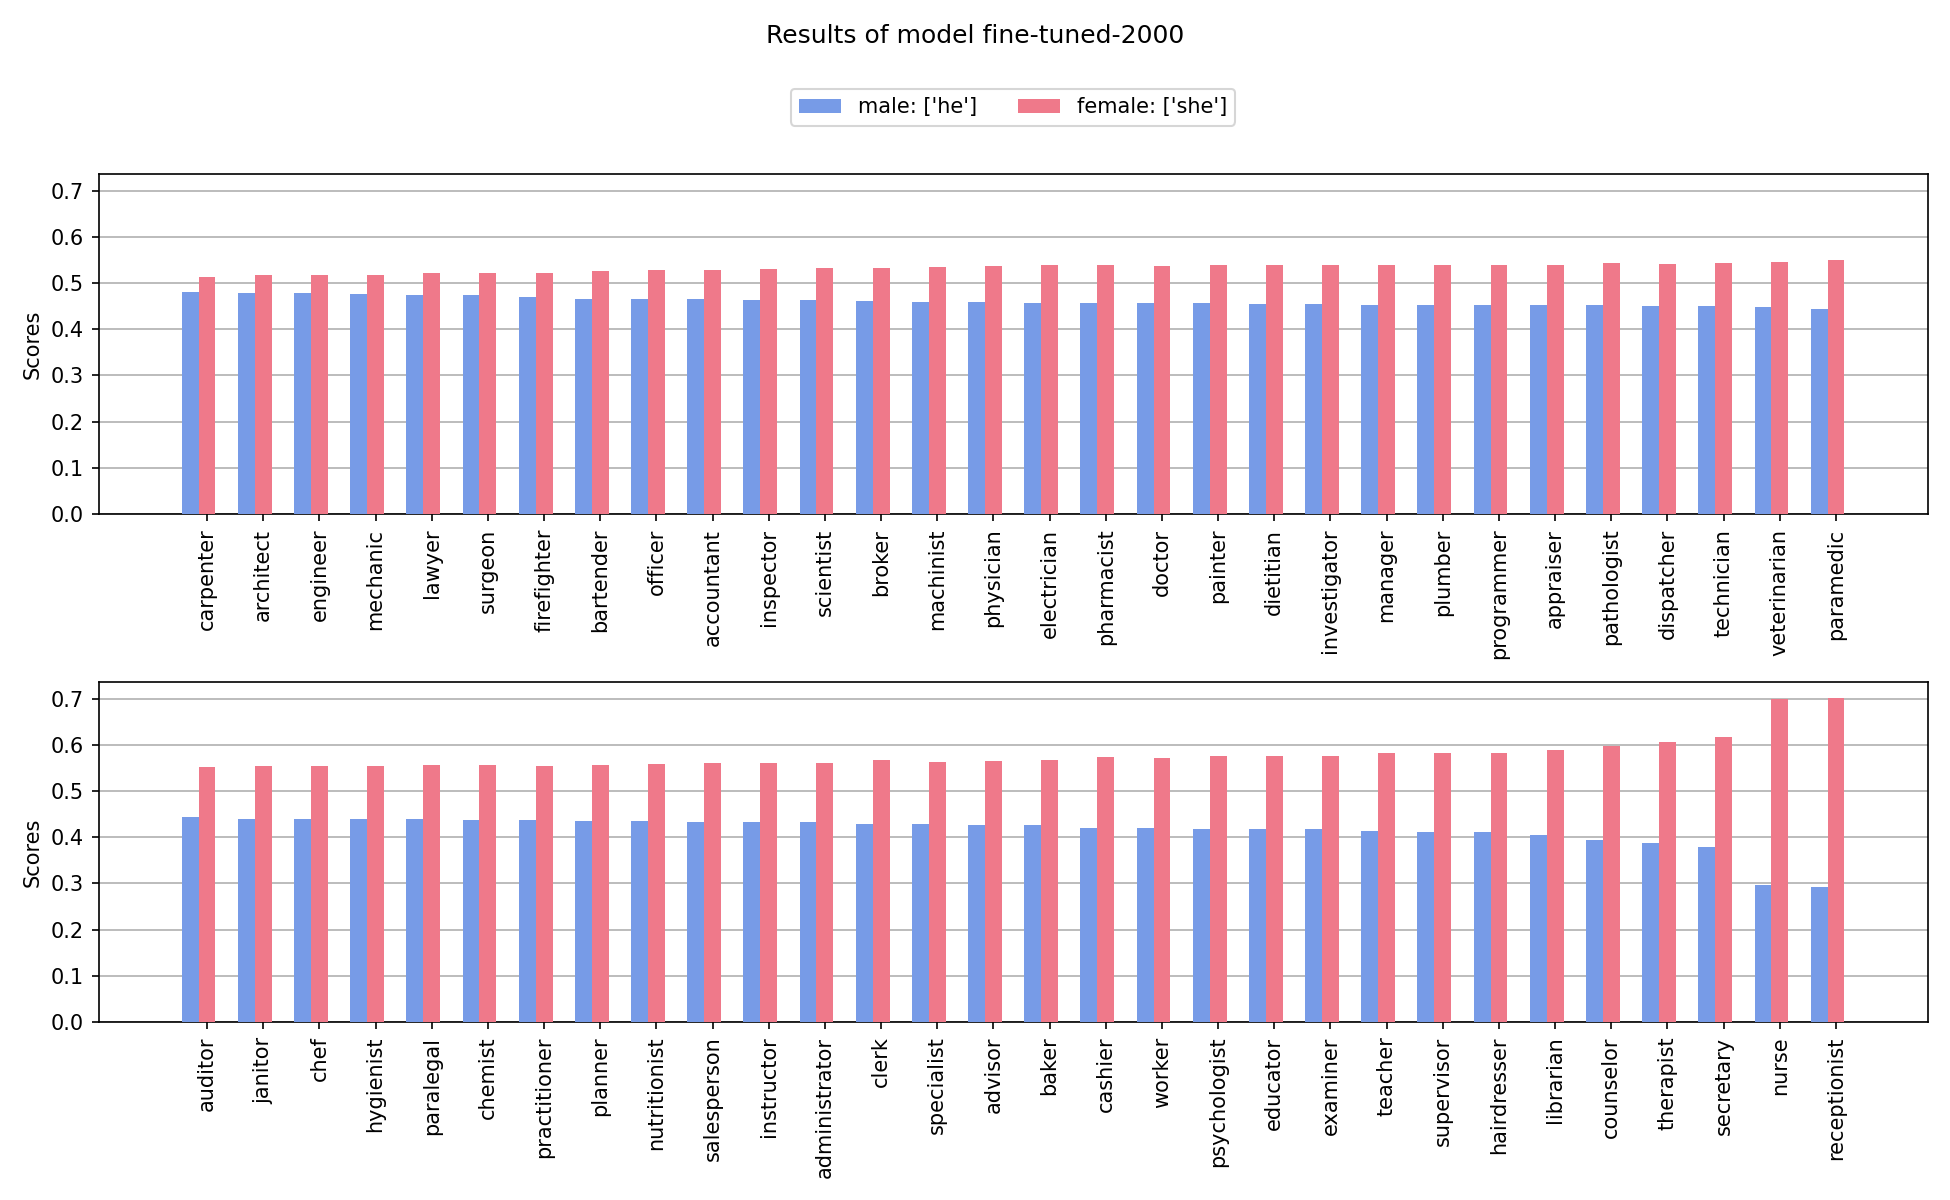 Results of model fine-tuned-2000
male: ['he'] female: ['she']
Scores
0.7
0.6
0.5
0.4
0.3
0.2
0.1
0.0
carpenter
architect
engineer
mechanic
lawyer
surgeon
firefighter
bartender
officer
accountant
inspector
scientist
broker
machinist
physician
electrician
pharmacist
doctor
painter
dietitian
investigator
manager
plumber
programmer
appraiser
pathologist
dispatcher
technician
veterinarian
paramedic
Scores
0.7
0.6
0.5
0.4
0.3
0.2
0.1
0.0
auditor
janitor
chef
hygienist
paralegal
chemist
practitioner
planner
nutritionist
salesperson
instructor
administrator
clerk
specialist
advisor
baker
cashier
worker
psychologist
educator
examiner
teacher
supervisor
hairdresser
librarian
counselor
therapist
secretary
nurse
receptionist